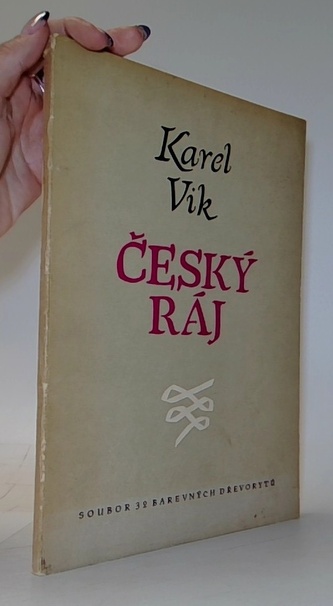 Karel
Vik
ČESKÝ
RÁJ
SOUBOR 32 BAREVNÝCH DŘEVORYTŮ